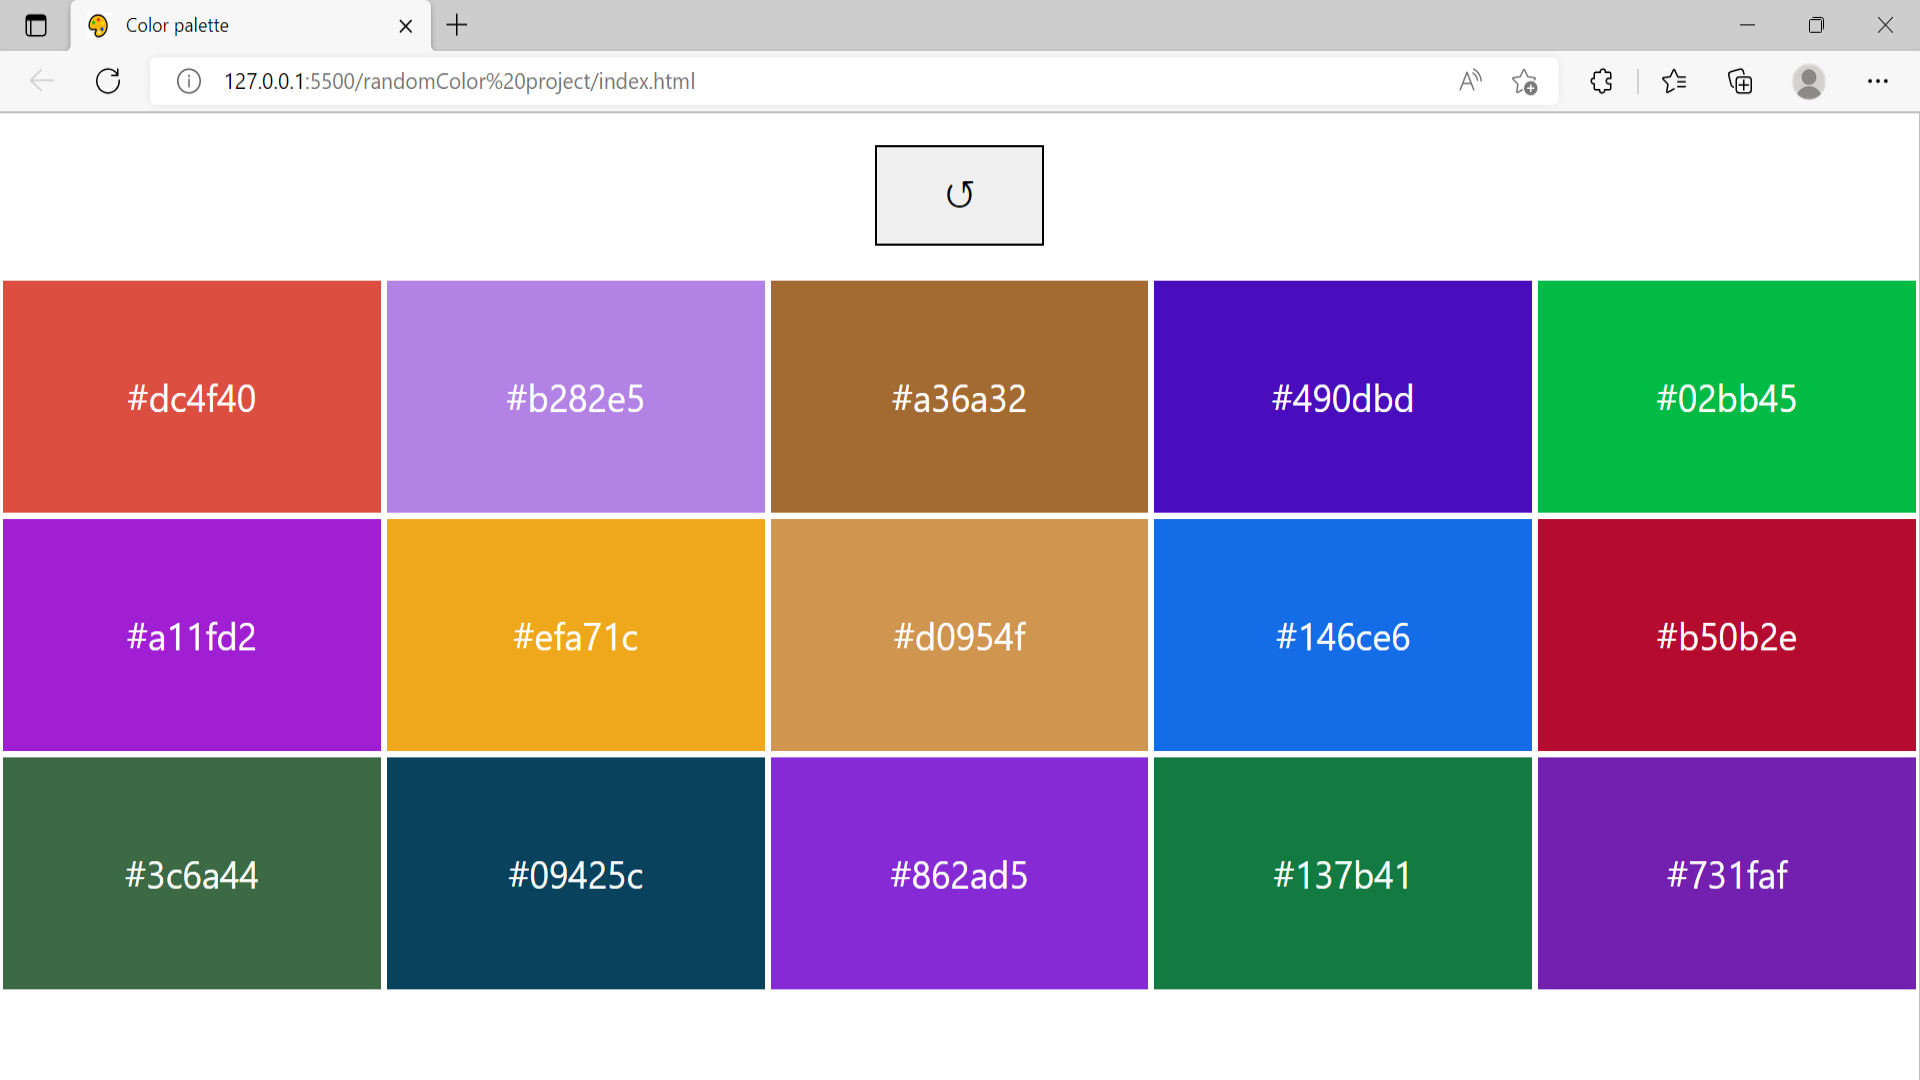 Color palette
127.0.0.1:5500/randomColor%20project/index.html
#dc4f40 #b282e5 #a36a32 #490dbd #02bb45
#a11fd2 #efa71c #d0954f #146ce6 #b50b2e
#3c6a44 #09425c #862ad5 #137b41 #731faf